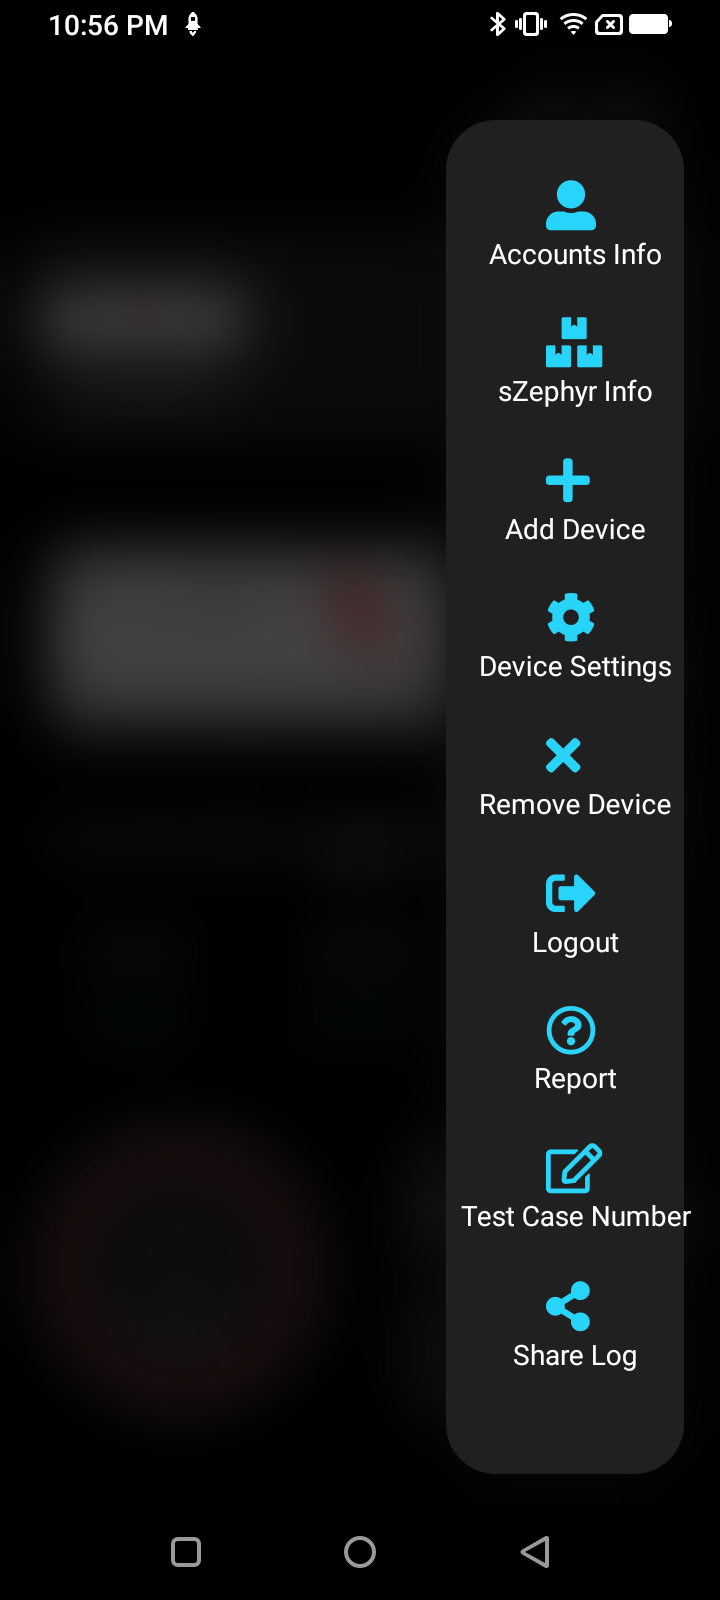 10:56 PM
Accounts Info
sZephyr Info
Add Device
Device Settings
Remove Device
Logout
Report
Test Case Number
Share Log